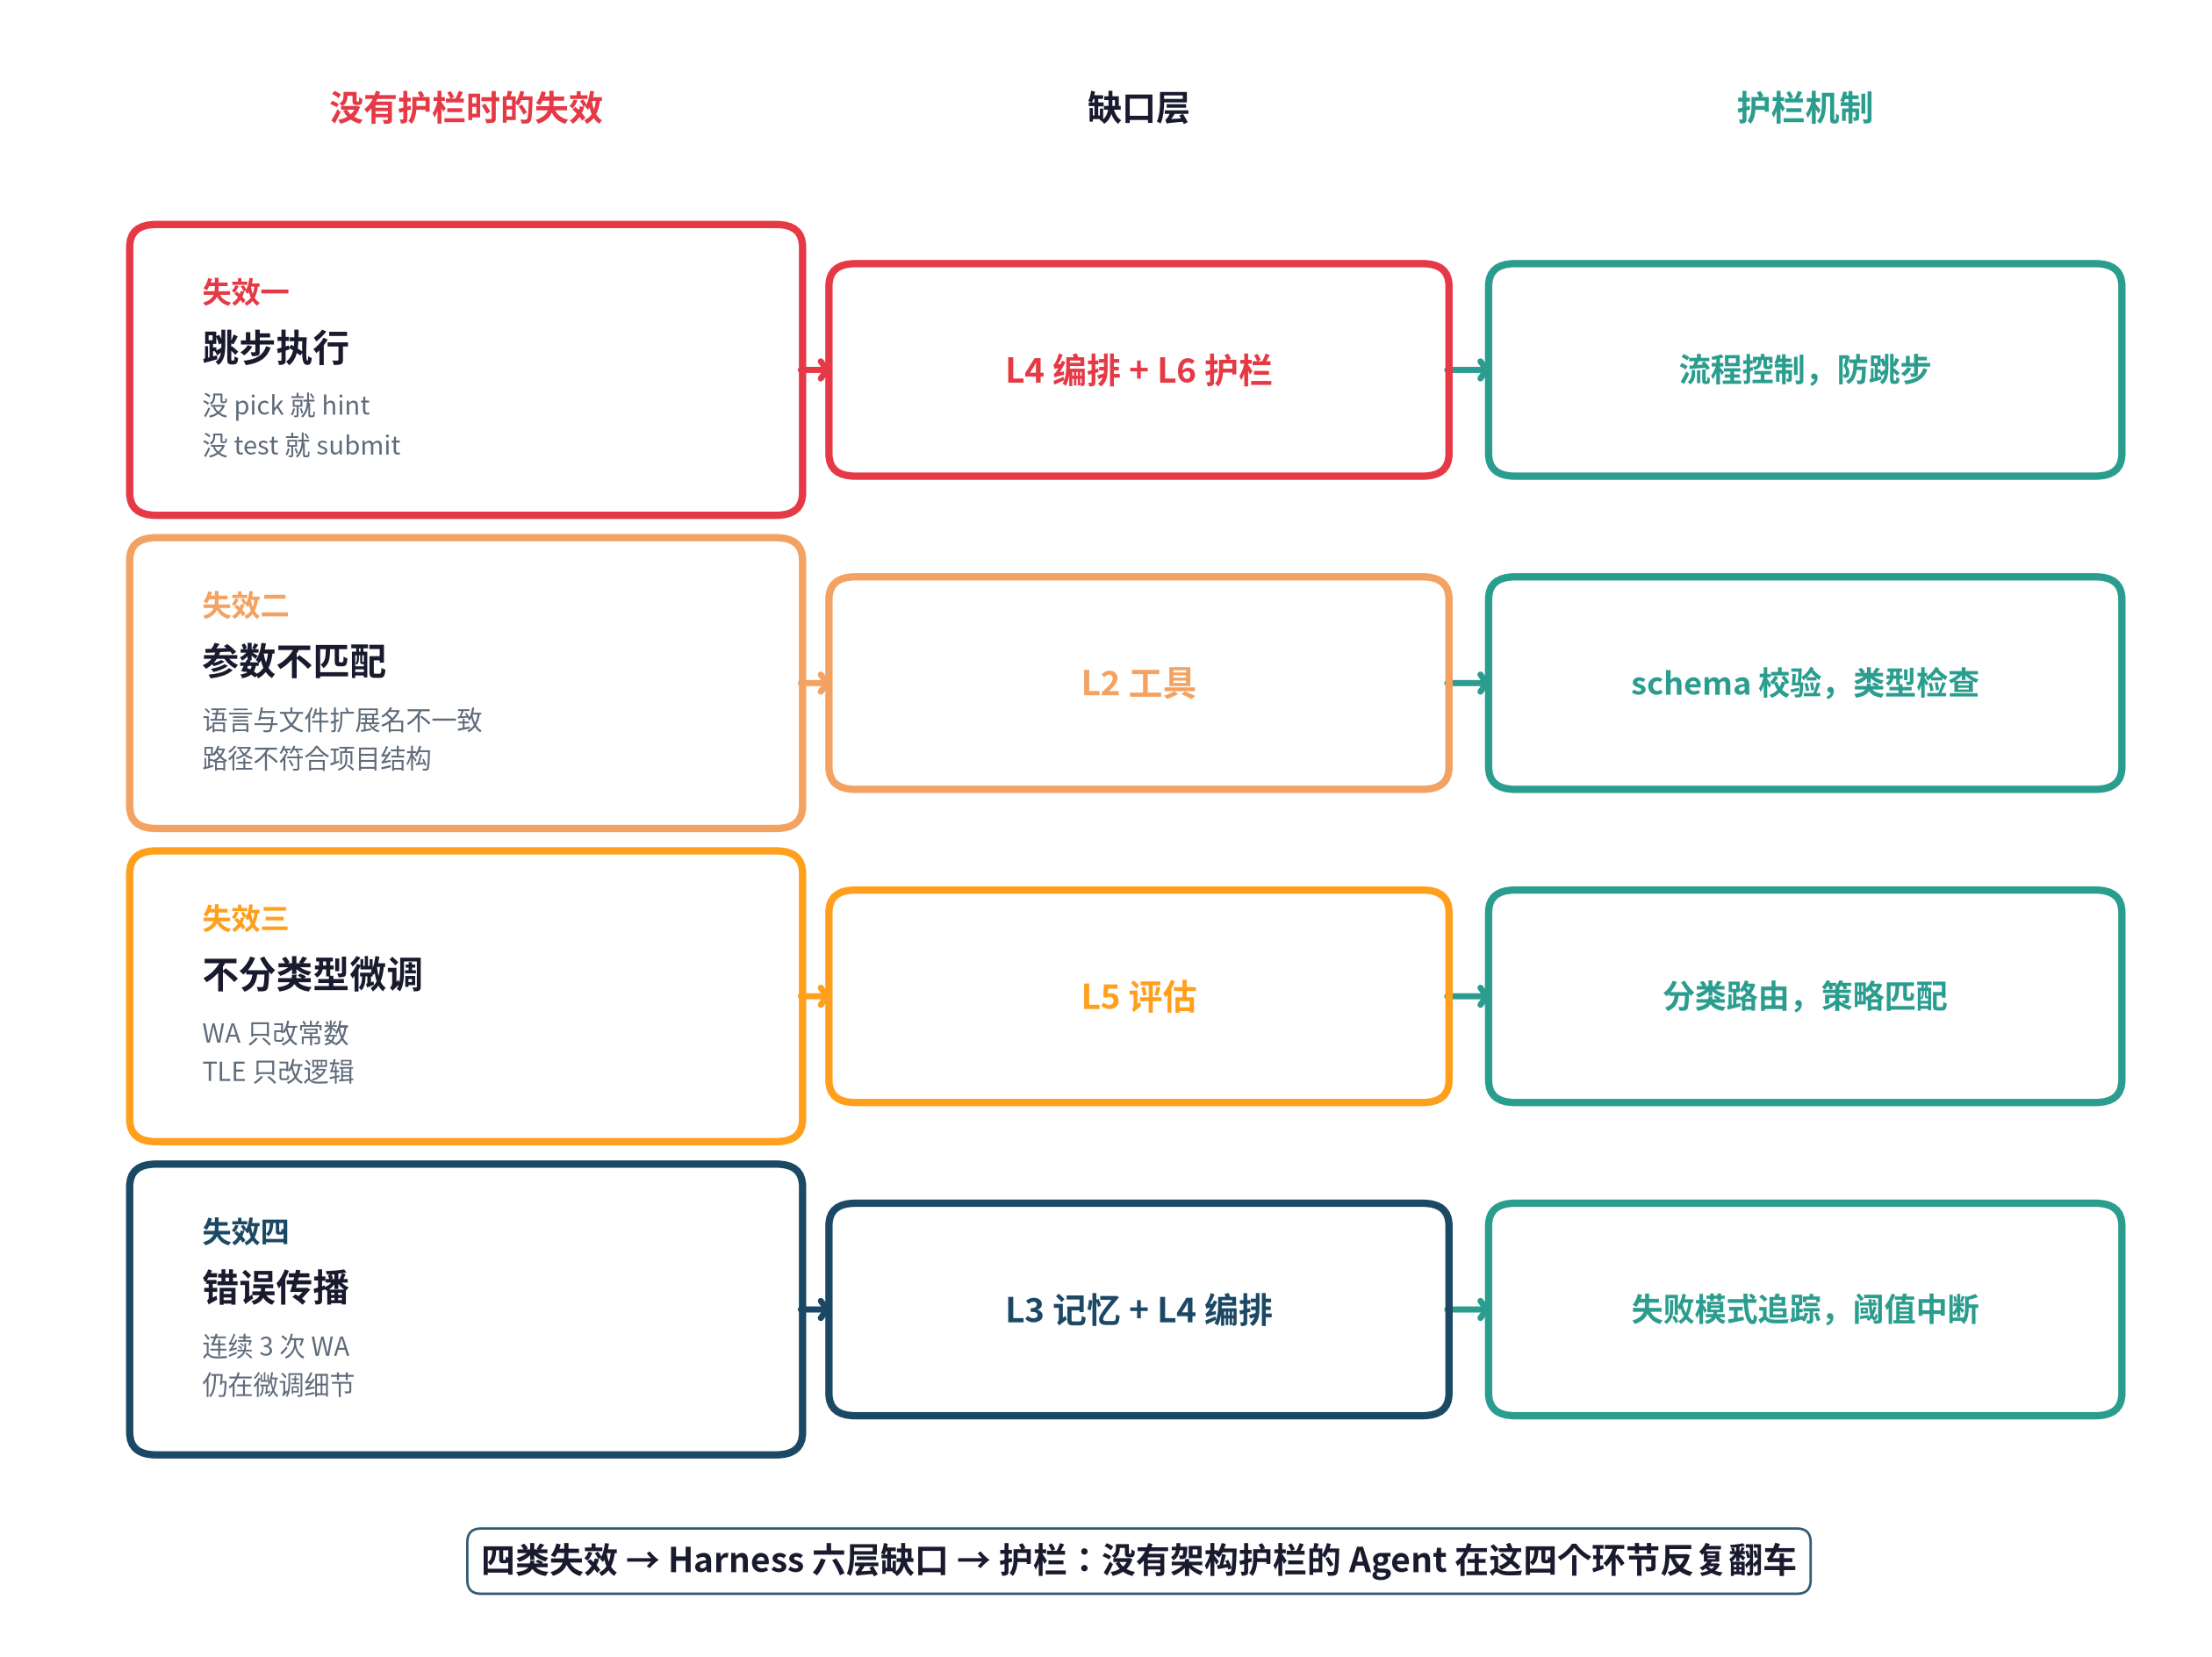 没有护栏时的失效
缺口层
护栏机制
失效一
跳步执行
没 pick 就 hint
没 test 就 submit
L4 编排 + L6 护栏
流程控制，防跳步
失效二
参数不匹配
语言与文件扩展名不一致
路径不符合项目结构
L2 工具
schema 校验，类型检查
失效三
不分类型微调
WA 只改常数
TLE 只改逻辑
L5 评估
分类路由，策略匹配
失效四
错误传播
连续 3 次 WA
仍在微调细节
L3 记忆 + L4 编排
失败模式追踪，阈值中断
四类失效 → Harness 六层缺口 → 护栏：没有架构护栏的 Agent 在这四个环节反复翻车